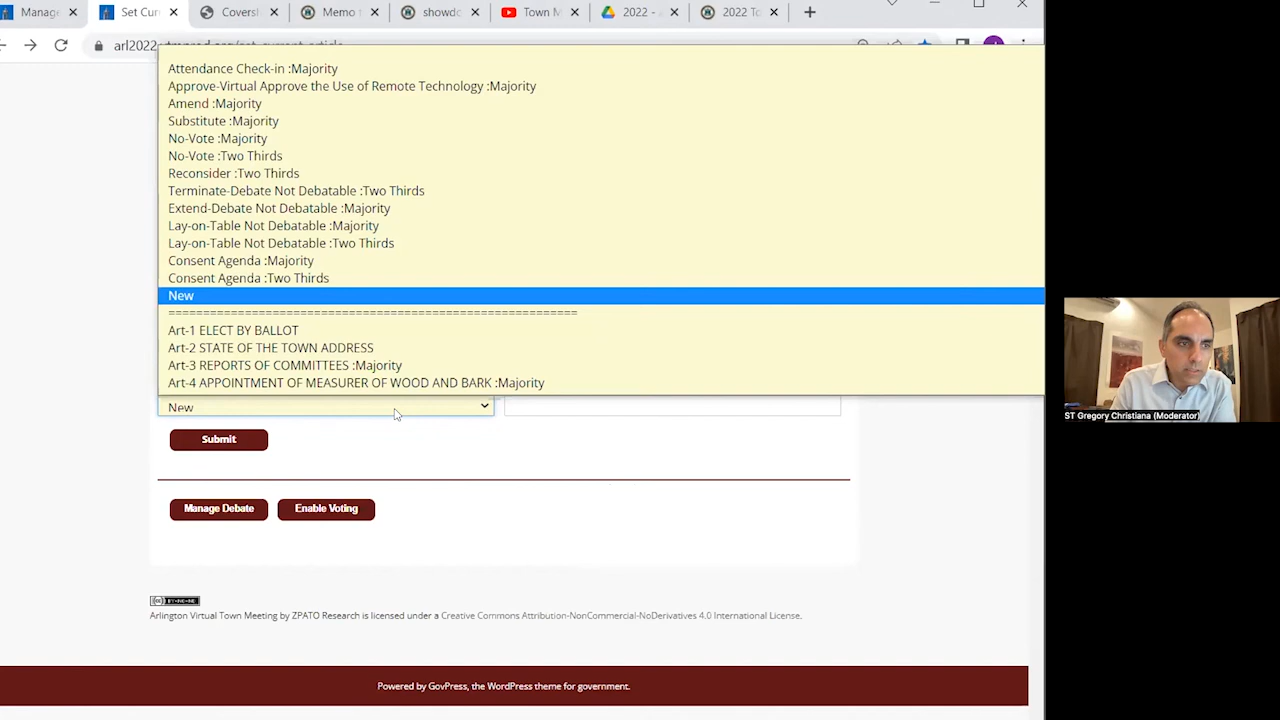 Manage
Set Curr
Coversh
Memo t
showdo
Town M
2022 -
2022 To
arl2022
Attendance Check-in :Majority
Approve-Virtual Approve the Use of Remote Technology :Majority
Amend :Majority
Substitute :Majority
No-Vote :Majority
No-Vote :Two Thirds
Reconsider :Two Thirds
Terminate-Debate Not Debatable :Two Thirds
Extend-Debate Not Debatable :Majority
Lay-on-Table Not Debatable :Majority
Lay-on-Table Not Debatable :Two Thirds
Consent Agenda :Majority
Consent Agenda :Two Thirds
New
===========================================================
Art-1 ELECT BY BALLOT
Art-2 STATE OF THE TOWN ADDRESS
Art-3 REPORTS OF COMMITTEES :Majority
Art-4 APPOINTMENT OF MEASURER OF WOOD AND BARK :Majority
New
Submit
Manage Debate
Enable Voting
Arlington Virtual Town Meeting by ZPATO Research is licensed under a Creative Commons Attribution-NonCommercial-NoDerivatives 4.0 International License.
Powered by GovPress, the WordPress theme for government.
ST Gregory Christiana (Moderator)